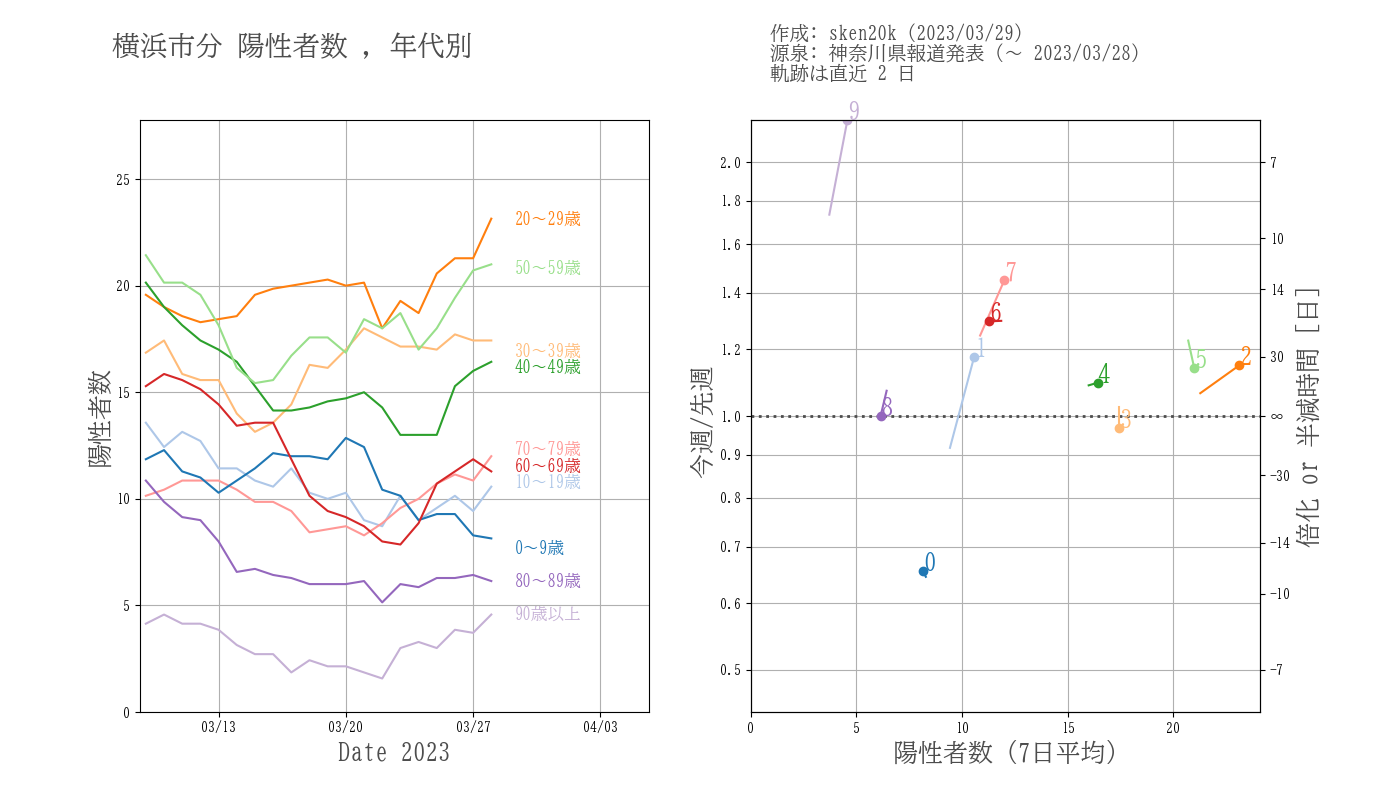 横浜市分 陽性者数 , 年代別
作成: sken20k (2023/03/29)
源泉: 神奈川県報道発表 (～ 2023/03/28)
軌跡は直近 2 日
陽性者数
25
20
15
10
5
0
20～29歳
50～59歳
30～39歳
40～49歳
70～79歳
60～69歳
10～19歳
0～9歳
80～89歳
90歳以上
03/13
03/20
03/27
04/03
Date 2023
今週/先週
2.0
1.8
1.6
1.4
1.2
1.0
0.9
0.8
0.7
0.6
0.5
9
7
6
1
2
5
4
8
3
0
7
10
14
30
∞
-30
-14
-10
-7
倍化 or 半減時間 [日]
0
5
10
15
20
陽性者数 (7日平均)